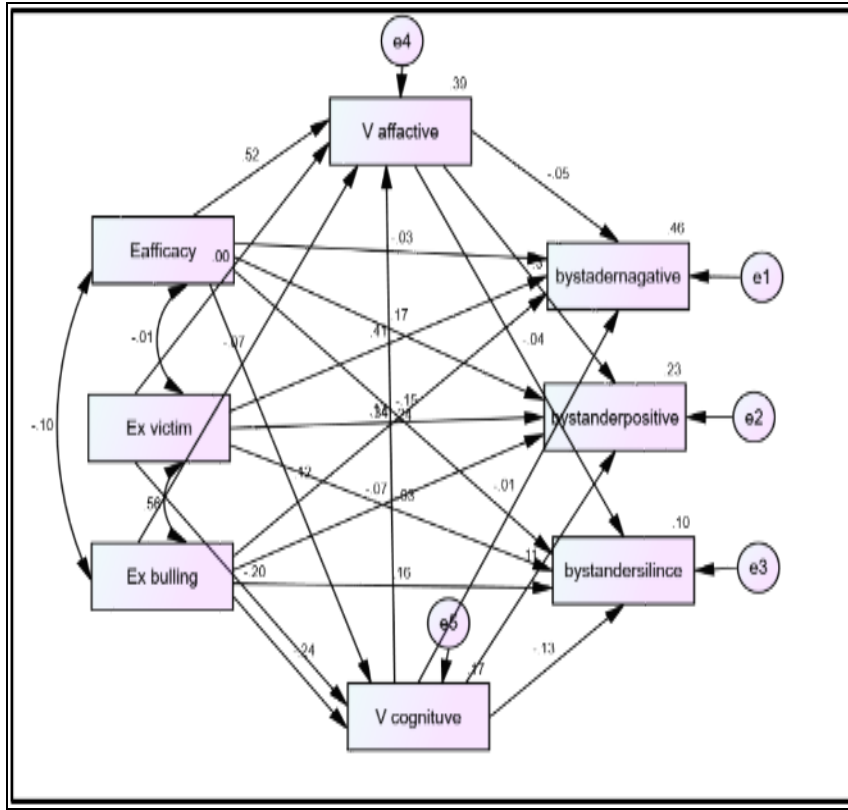 e4
.39
V affactive
.52
-.05
.46
Eafficacy
-.03
.00
bystadernagative
e1
.17
.41
-.01
-.07
-.04
.23
-.15
Ex victim
bystanderpositive
e2
-.10
.12
-.07
-.01
.56
.10
.11
Ex bulling
bystandersilince
e3
-.20
.16
e5
-.24
-.13
.17
V cognituve